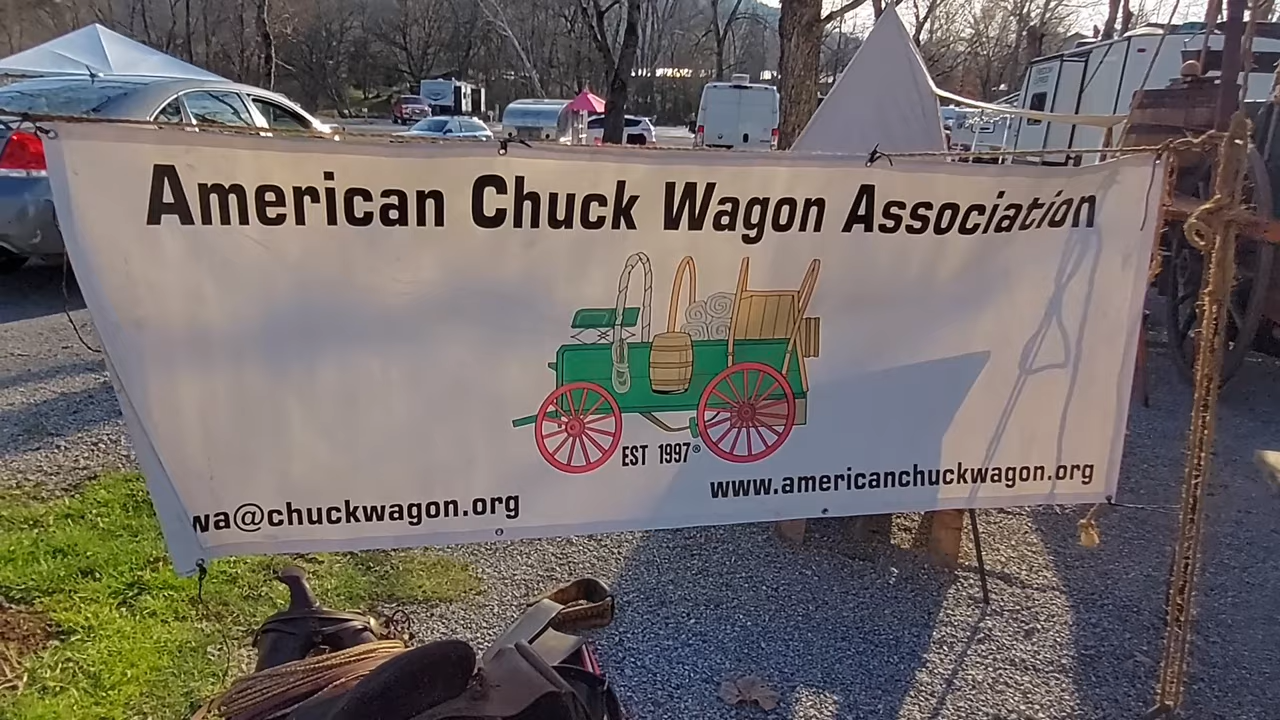 American Chuck Wagon Association
EST 1997®
wa@chuckwagon.org
www.americanchuckwagon.org